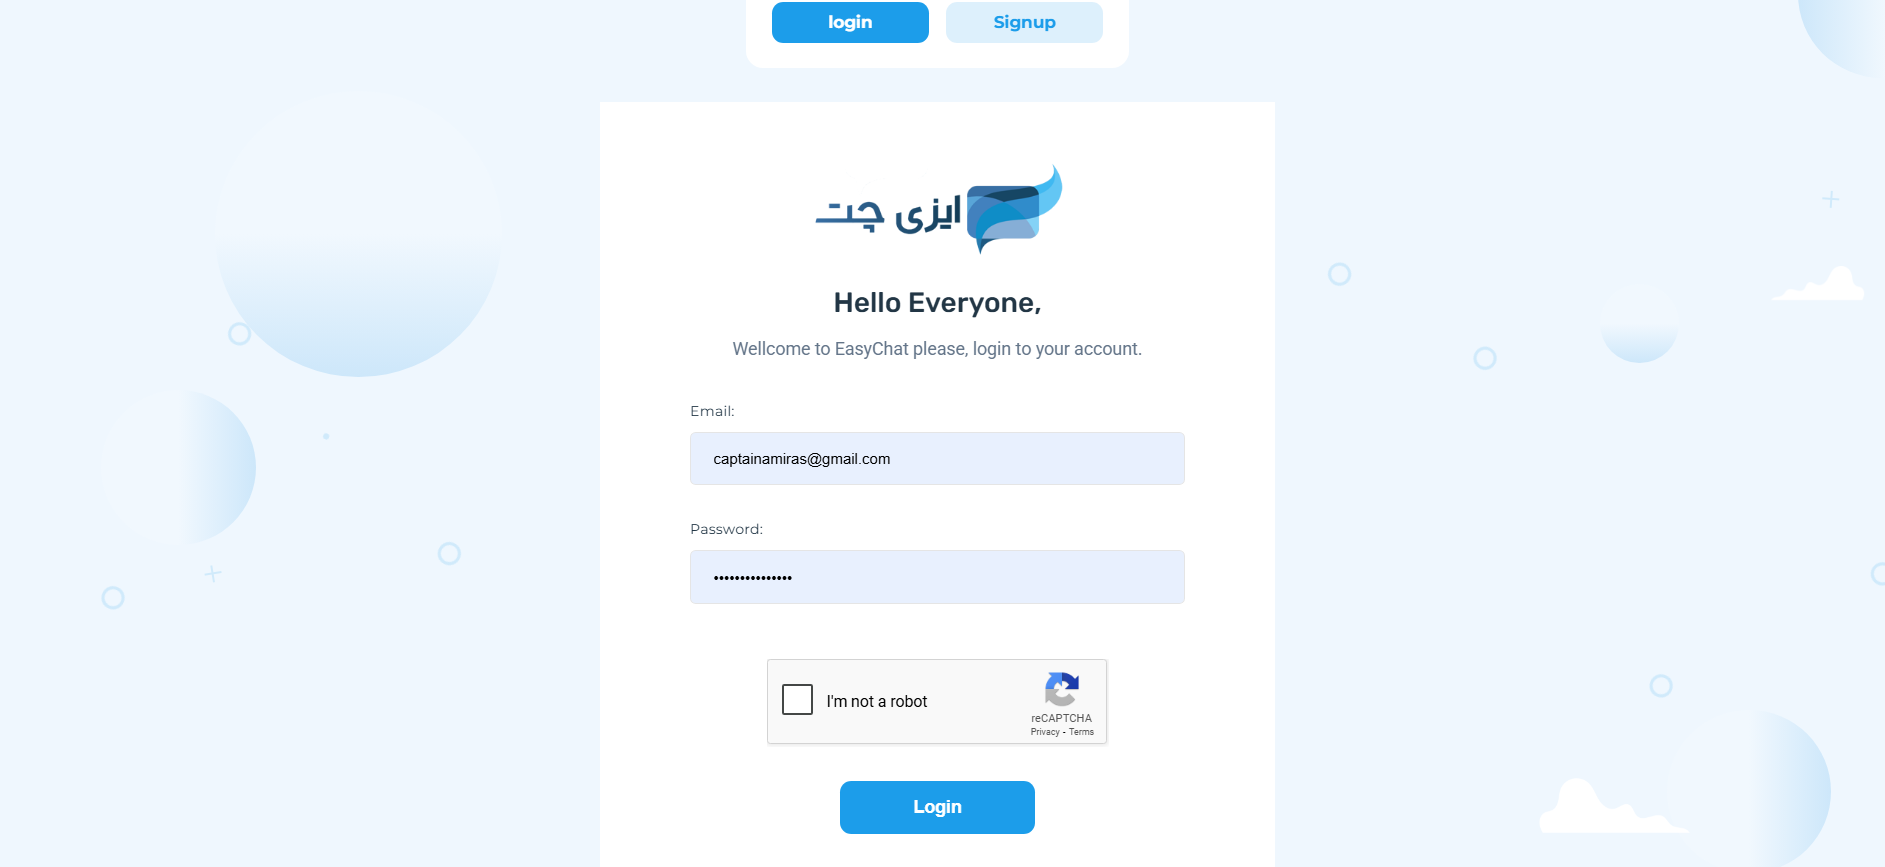 login
Signup
ایزی چت
Hello Everyone,
Wellcome to EasyChat please, login to your account.
Email:
captainamiras@gmail.com
Password:
•••••••••••••••
I'm not a robot
reCAPTCHA
Privacy - Terms
Login